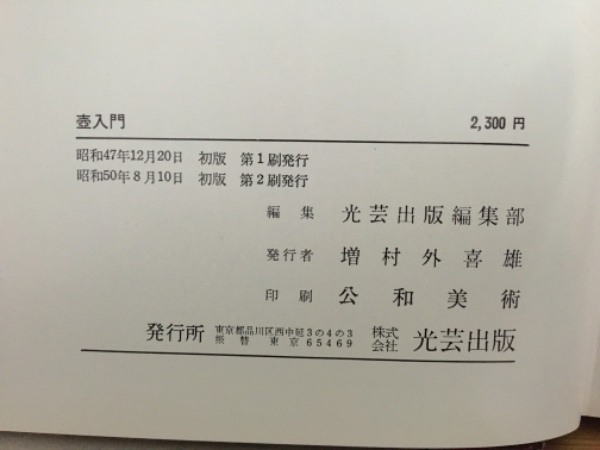 壺入門 2,300 円
昭和47年12月20日 初版 第1刷発行
昭和50年8月10日 初版 第2刷発行
編集 光芸出版編集部
発行者 増村外喜雄
印刷 公和美術
発行所 東京都品川区西中延3の4の3 株式会社 光芸出版
振替 東京 65469